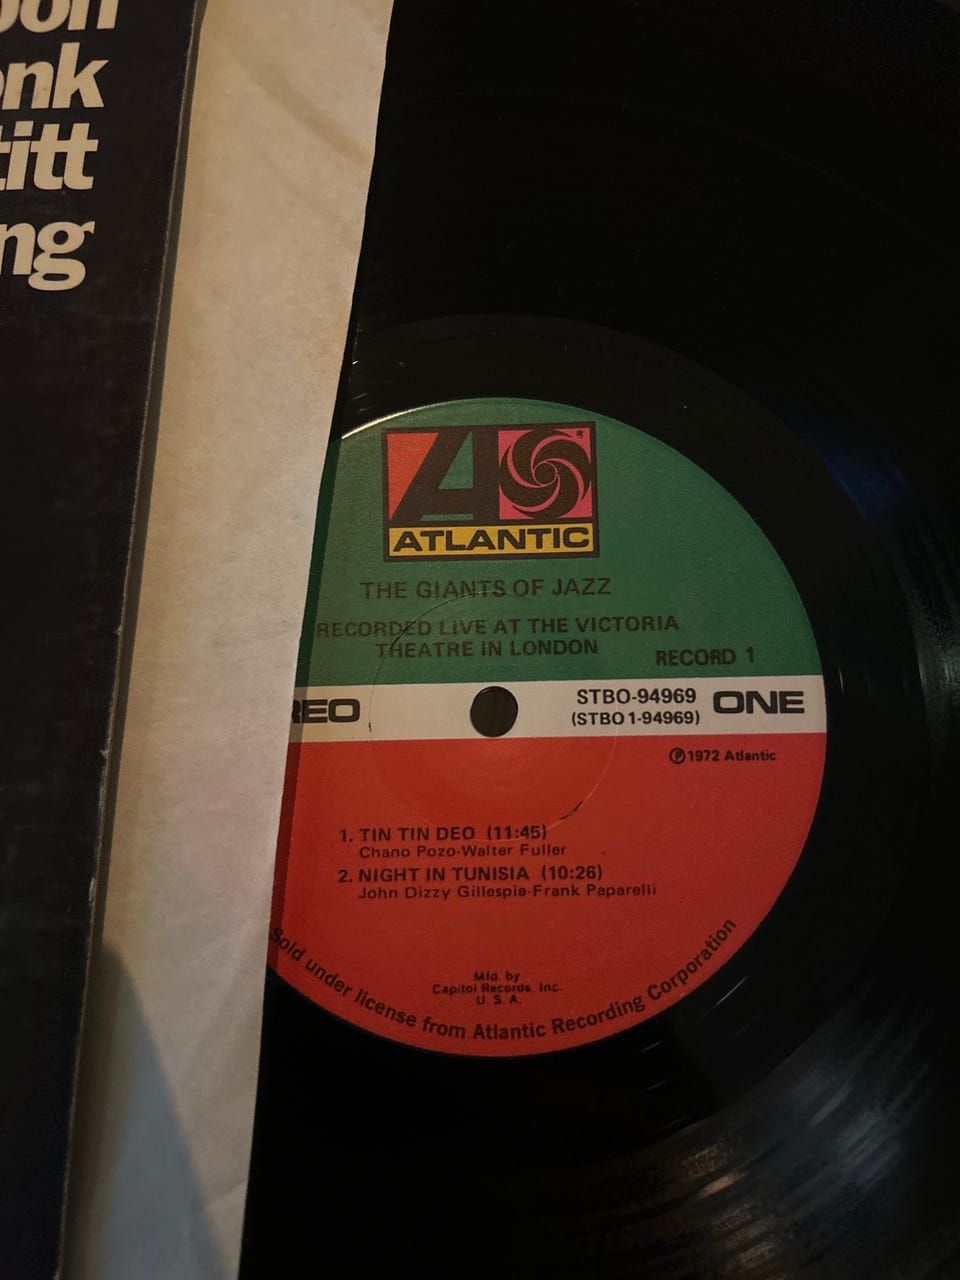 oon
onk
titt
ng
ATLANTIC
THE GIANTS OF JAZZ
RECORDED LIVE AT THE VICTORIA
THEATRE IN LONDON
RECORD 1
REO
STBO-94969
(STBO 1-94969)
ONE
℗ 1972 Atlantic
1. TIN TIN DEO (11:45)
Chano Pozo-Walter Fuller
2. NIGHT IN TUNISIA (10:26)
John Dizzy Gillespie-Frank Paparelli
Mfd. by
Capitol Records, Inc.
U. S. A.
Sold under license from Atlantic Recording Corporation